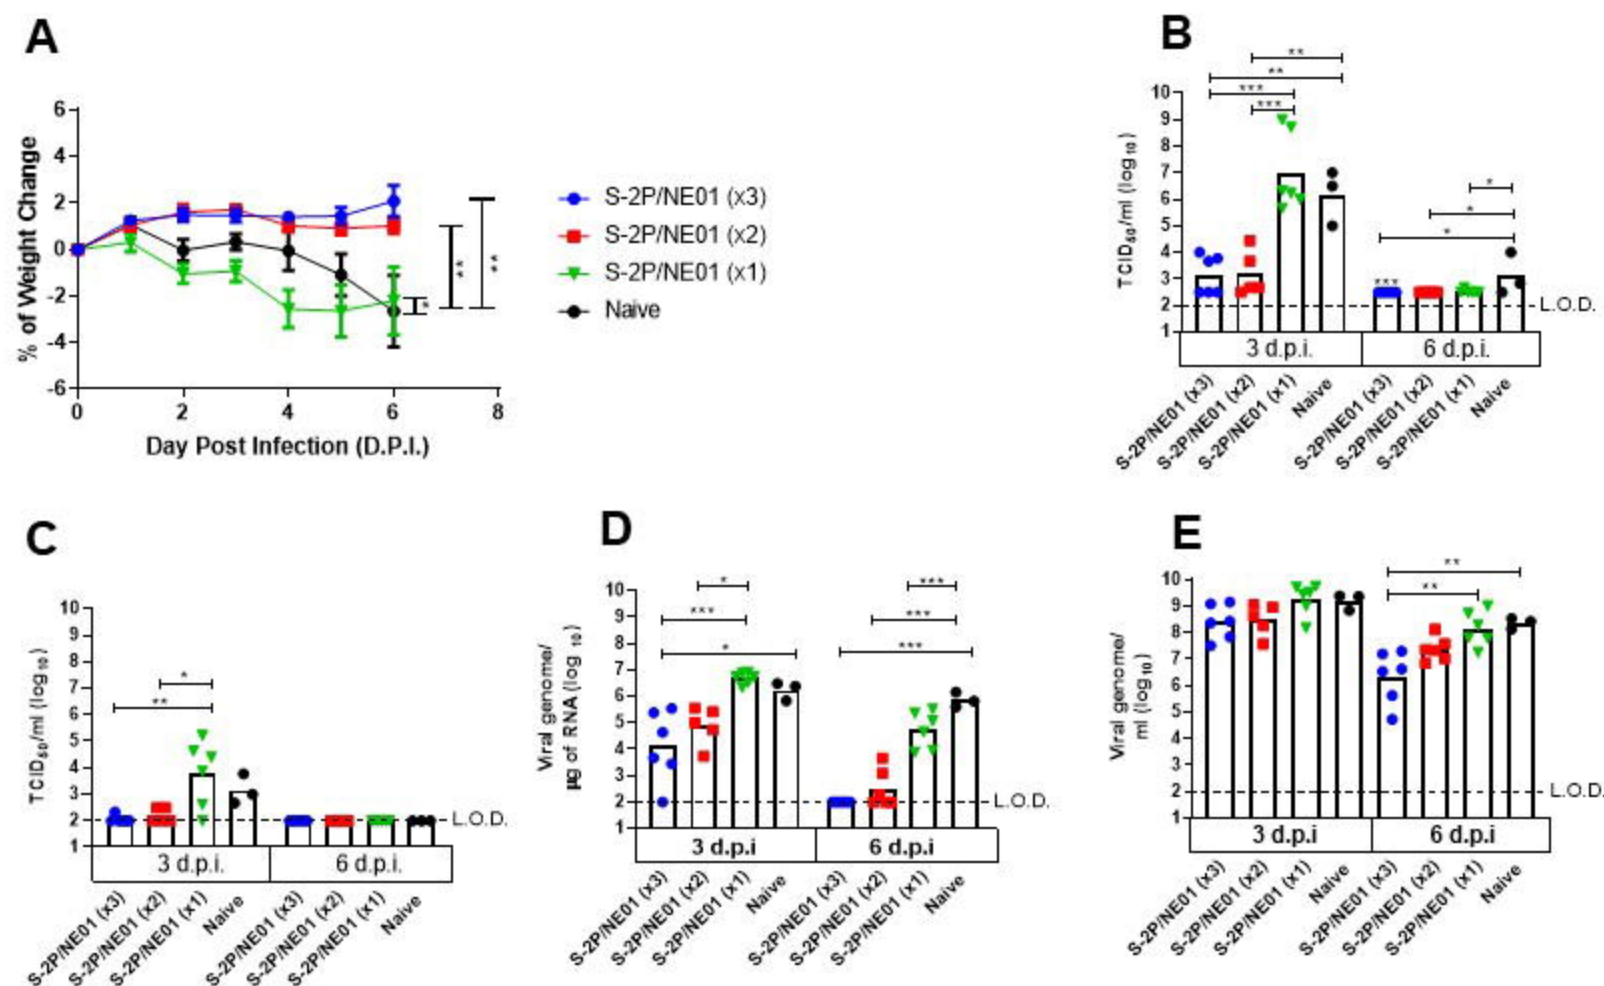 A
6
4
2
0
-2
-4
-6
% of Weight Change
0 2 4 6 8
Day Post Infection (D.P.I.)
** ** *
S-2P/NE01 (x3)
S-2P/NE01 (x2)
S-2P/NE01 (x1)
Naive
B
**
**
***
***
*
*
*
***
10
9
8
7
6
5
4
3
2
1
TCID50/ml (log 10)
L.O.D.
3 d.p.i. 6 d.p.i.
S-2P/NE01 (x3) S-2P/NE01 (x2) S-2P/NE01 (x1) Naive S-2P/NE01 (x3) S-2P/NE01 (x2) S-2P/NE01 (x1) Naive
C
*
**
10
9
8
7
6
5
4
3
2
1
TCID50/ml (log 10)
L.O.D.
3 d.p.i. 6 d.p.i.
S-2P/NE01 (x3) S-2P/NE01 (x2) S-2P/NE01 (x1) Naive S-2P/NE01 (x3) S-2P/NE01 (x2) S-2P/NE01 (x1) Naive
D
* ***
*** ***
* ***
10
9
8
7
6
5
4
3
2
1
Viral genome/
µg of RNA (log 10)
L.O.D.
3 d.p.i 6 d.p.i
S-2P/NE01 (x3) S-2P/NE01 (x2) S-2P/NE01 (x1) Naive S-2P/NE01 (x3) S-2P/NE01 (x2) S-2P/NE01 (x1) Naive
E
**
**
10
9
8
7
6
5
4
3
2
1
Viral genome/
ml (log10)
L.O.D.
3 d.p.i 6 d.p.i
S-2P/NE01 (x3) S-2P/NE01 (x2) S-2P/NE01 (x1) Naive S-2P/NE01 (x3) S-2P/NE01 (x2) S-2P/NE01 (x1) Naive